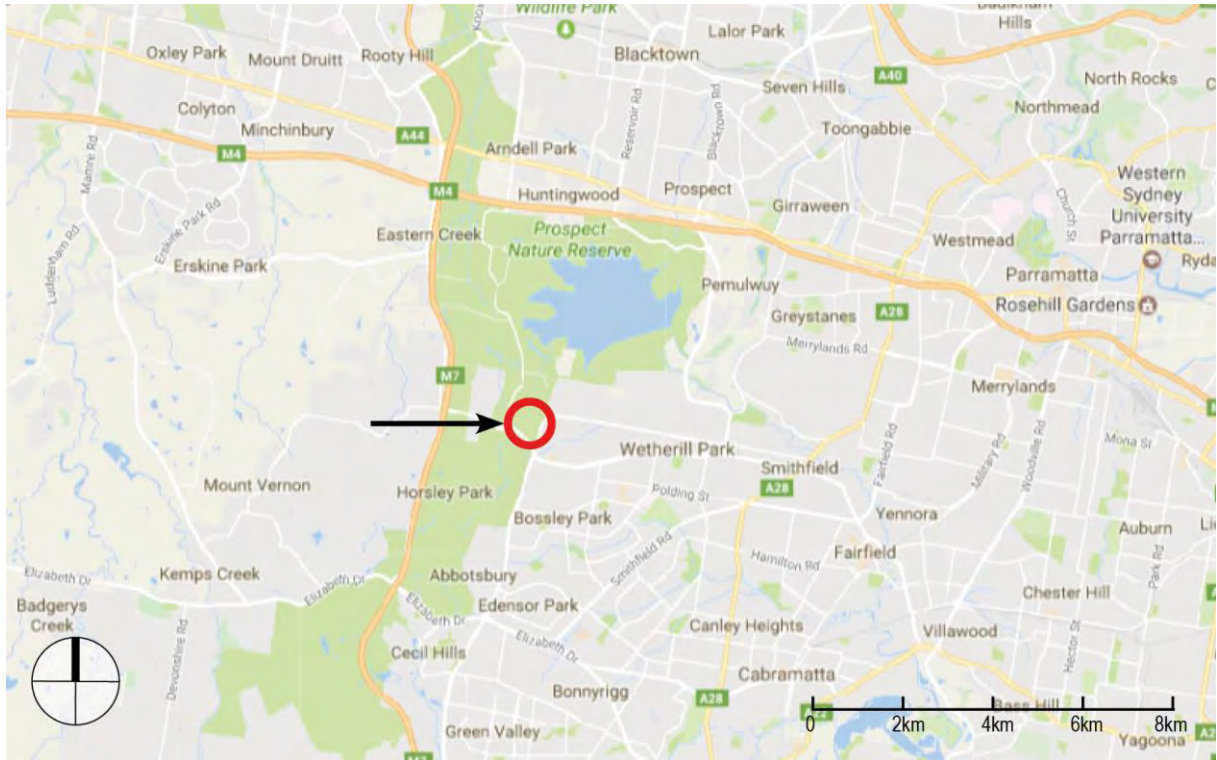 Wildlife Park
Baulkham
Hills
Oxley Park
Mount Druitt
Rooty Hill
Lalor Park
Blacktown
Seven Hills
A40
North Rocks
Northmead
Colyton
Minchinbury
A44
Reservoir Rd
Blacktown Rd
Toongabbie
Mamre Rd
M4
Arndell Park
M4
Huntingwood
Prospect
Girraween
Church St
Western
Sydney
University
Parramatta...
Erskine Park Rd
Eastern Creek
Prospect
Nature Reserve
Westmead
Luddenham Rd
Erskine Park
Pemulwuy
Parramatta
Ryda
Greystanes
A28
Rosehill Gardens
Merrylands Rd
M7
Merrylands
Wetherill Park
Smithfield
A28
Fairfield Rd
Military Rd
Woodville Rd
Mona St
Mount Vernon
Horsley Park
Polding St
Bossley Park
Yennora
Auburn
Smithfield Rd
Hamilton Rd
Fairfield
Park Rd
Elizabeth Dr
Kemps Creek
Elizabeth Dr
Abbotsbury
Elizabeth Dr
Edensor Park
Chester Hill
Badgerys
Creek
Devonshire Rd
Canley Heights
Villawood
Hector St
Elizabeth Dr
Cecil Hills
Cabramatta
Bonnyrigg
A28
Bass Hill
0 2km 4km 6km 8km
Green Valley
Yagoona